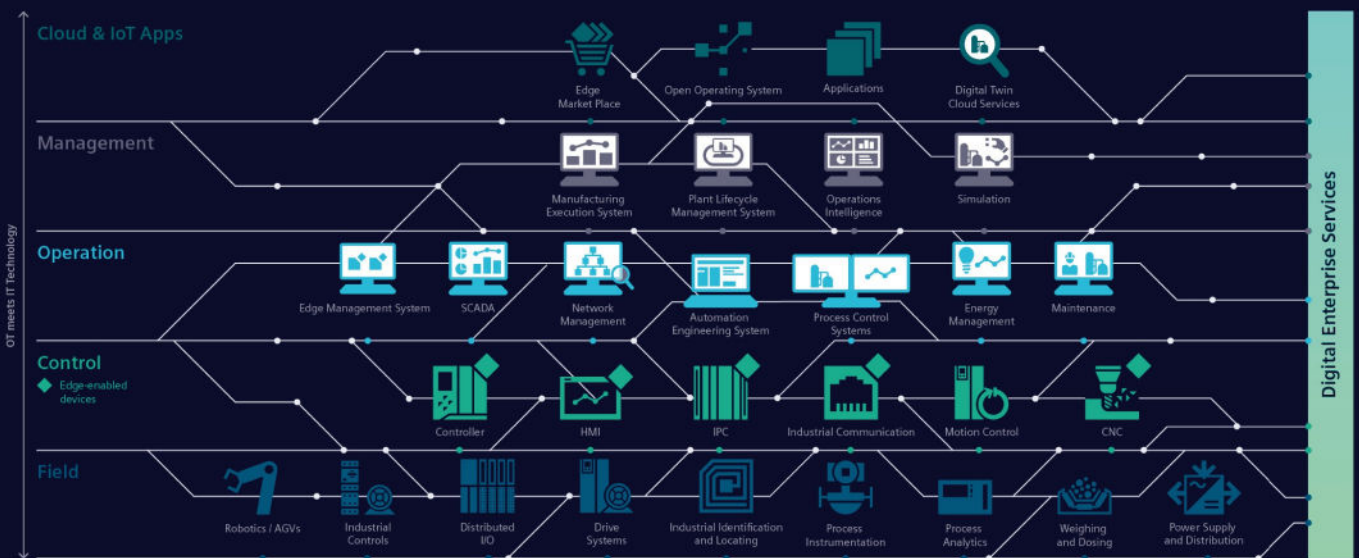 Cloud & IoT Apps
Edge
Market Place
Open Operating System
Applications
Digital Twin
Cloud Services
Management
Manufacturing
Execution System
Plant Lifecycle
Management System
Operations
Intelligence
Simulation
Operation
Edge Management System
SCADA
Network
Management
Automation
Engineering System
Process Control
Systems
Energy
Management
Maintenance
Control
Edge-enabled
devices
Controller
HMI
IPC
Industrial Communication
Motion Control
CNC
Field
Robotics / AGVs
Industrial
Controls
Distributed
I/O
Drive
Systems
Industrial Identification
and Locating
Process
Instrumentation
Process
Analytics
Weighing
and Dosing
Power Supply
and Distribution
OT meets IT Technology
Digital Enterprise Services